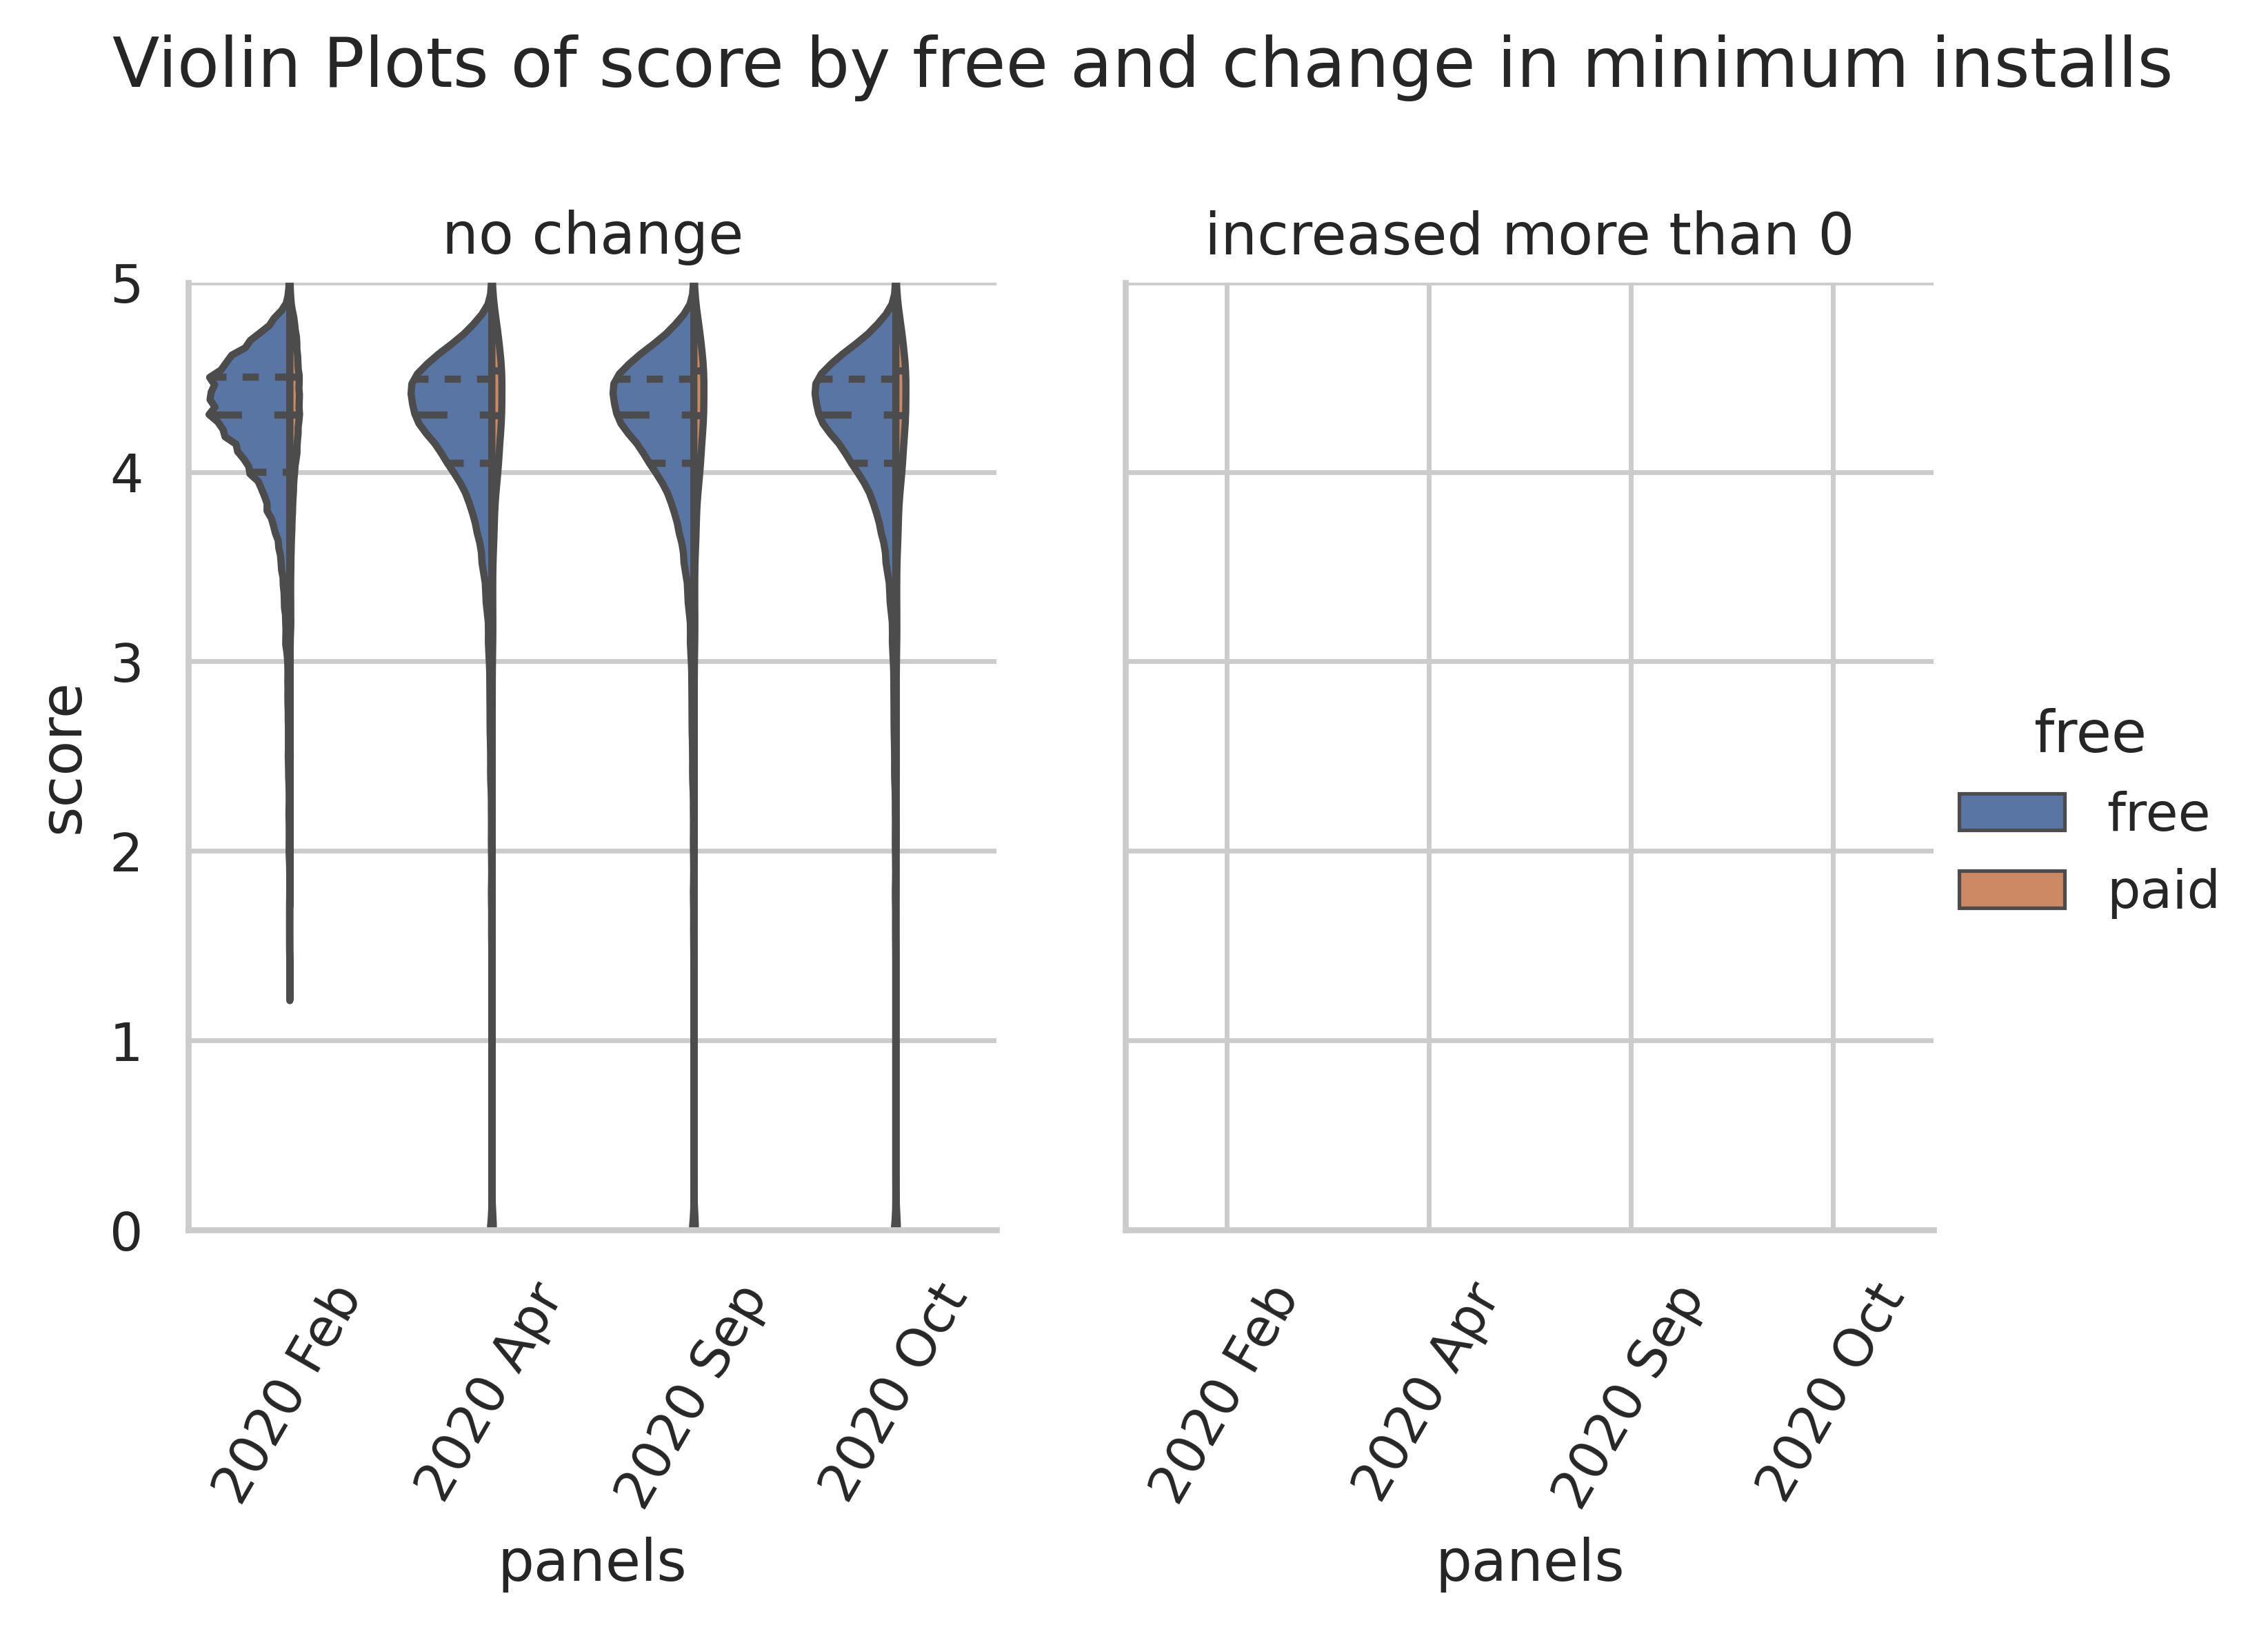 Violin Plots of score by free and change in minimum installs
no change
increased more than 0
5
4
3
2
1
0
score
2020 Feb
2020 Apr
2020 Sep
2020 Oct
2020 Feb
2020 Apr
2020 Sep
2020 Oct
panels
panels
free
free
paid